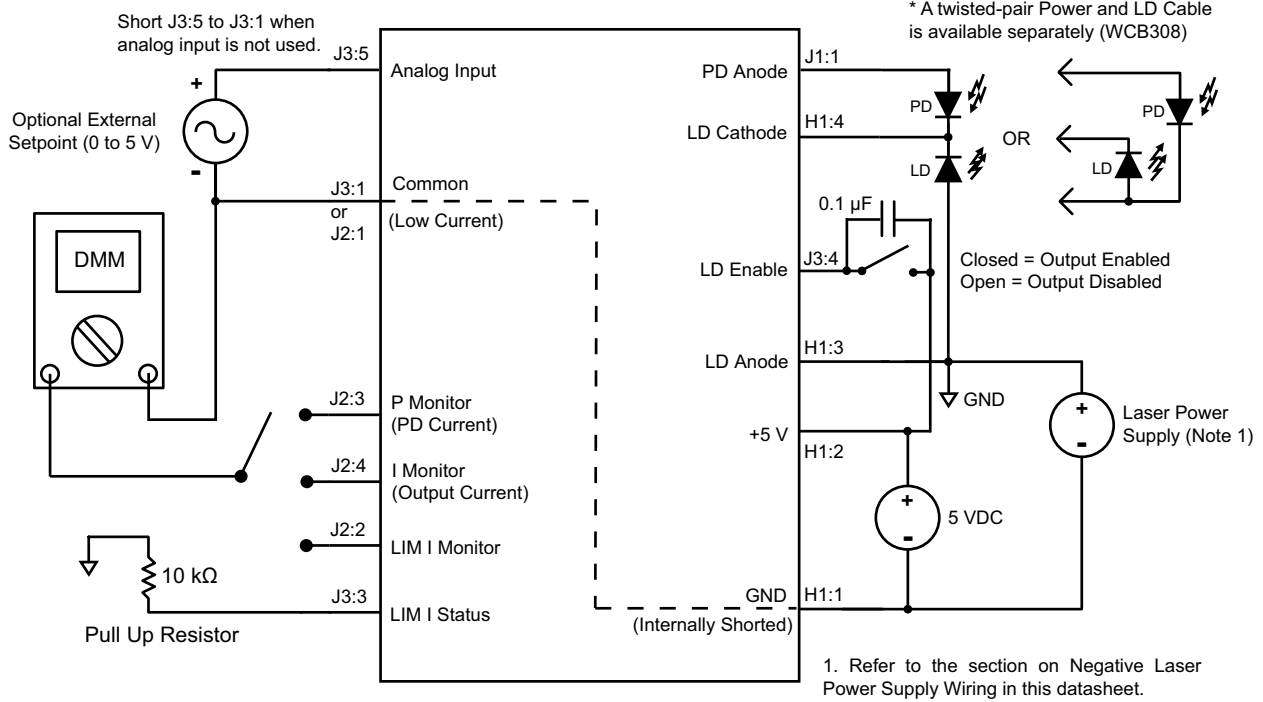 Short J3:5 to J3:1 when
analog input is not used.
* A twisted-pair Power and LD Cable
is available separately (WCB308)
J3:5
Analog Input
PD Anode
J1:1
+
Optional External
Setpoint (0 to 5 V)
-
PD
LD Cathode
H1:4
OR
PD
LD
LD
J3:1
or
J2:1
Common
(Low Current)
0.1 µF
DMM
LD Enable
J3:4
Closed = Output Enabled
Open = Output Disabled
LD Anode
H1:3
GND
J2:3
P Monitor
(PD Current)
+5 V
H1:2
+
-
Laser Power
Supply (Note 1)
J2:4
I Monitor
(Output Current)
+
-
5 VDC
J2:2
LIM I Monitor
10 kΩ
J3:3
LIM I Status
Pull Up Resistor
GND
H1:1
(Internally Shorted)
1. Refer to the section on Negative Laser
Power Supply Wiring in this datasheet.